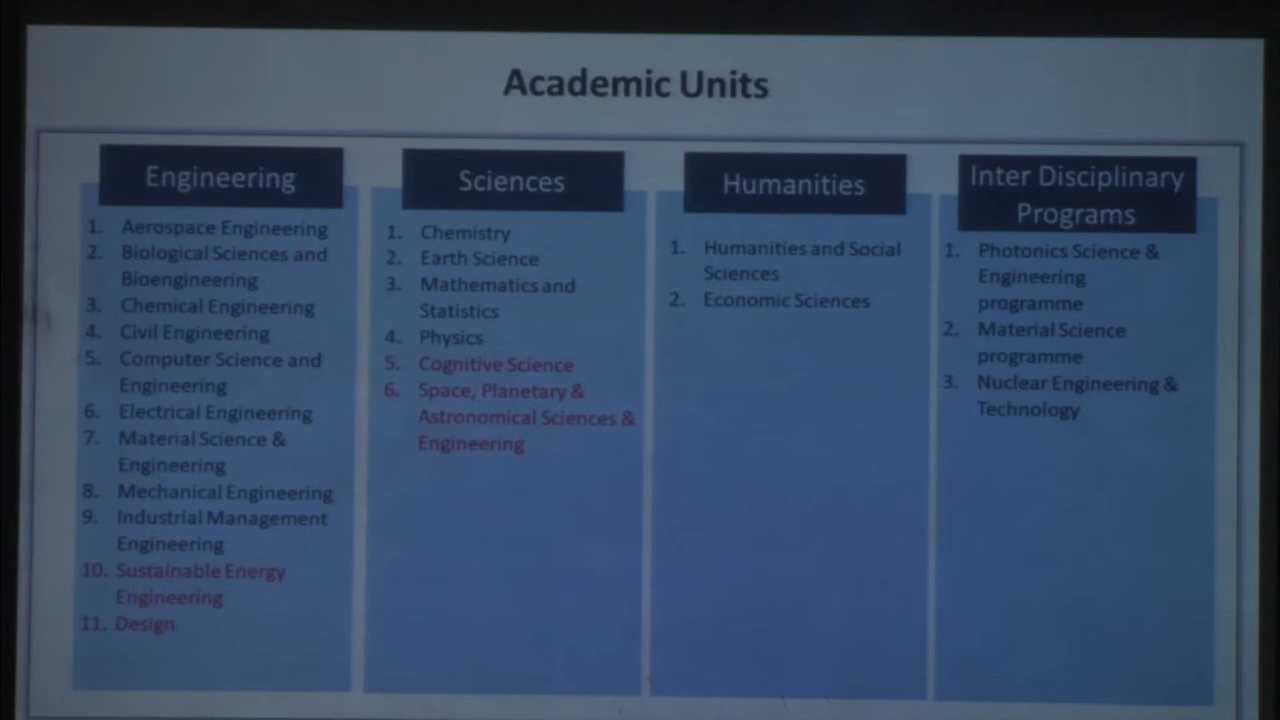 Academic Units
Engineering
1. Aerospace Engineering
2. Biological Sciences and
Bioengineering
3. Chemical Engineering
4. Civil Engineering
5. Computer Science and
Engineering
6. Electrical Engineering
7. Material Science &
Engineering
8. Mechanical Engineering
9. Industrial Management
Engineering
10. Sustainable Energy
Engineering
11. Design
Sciences
1. Chemistry
2. Earth Science
3. Mathematics and
Statistics
4. Physics
5. Cognitive Science
6. Space, Planetary &
Astronomical Sciences &
Engineering
Humanities
1. Humanities and Social
Sciences
2. Economic Sciences
Inter Disciplinary
Programs
1. Photonics Science &
Engineering
programme
2. Material Science
programme
3. Nuclear Engineering &
Technology